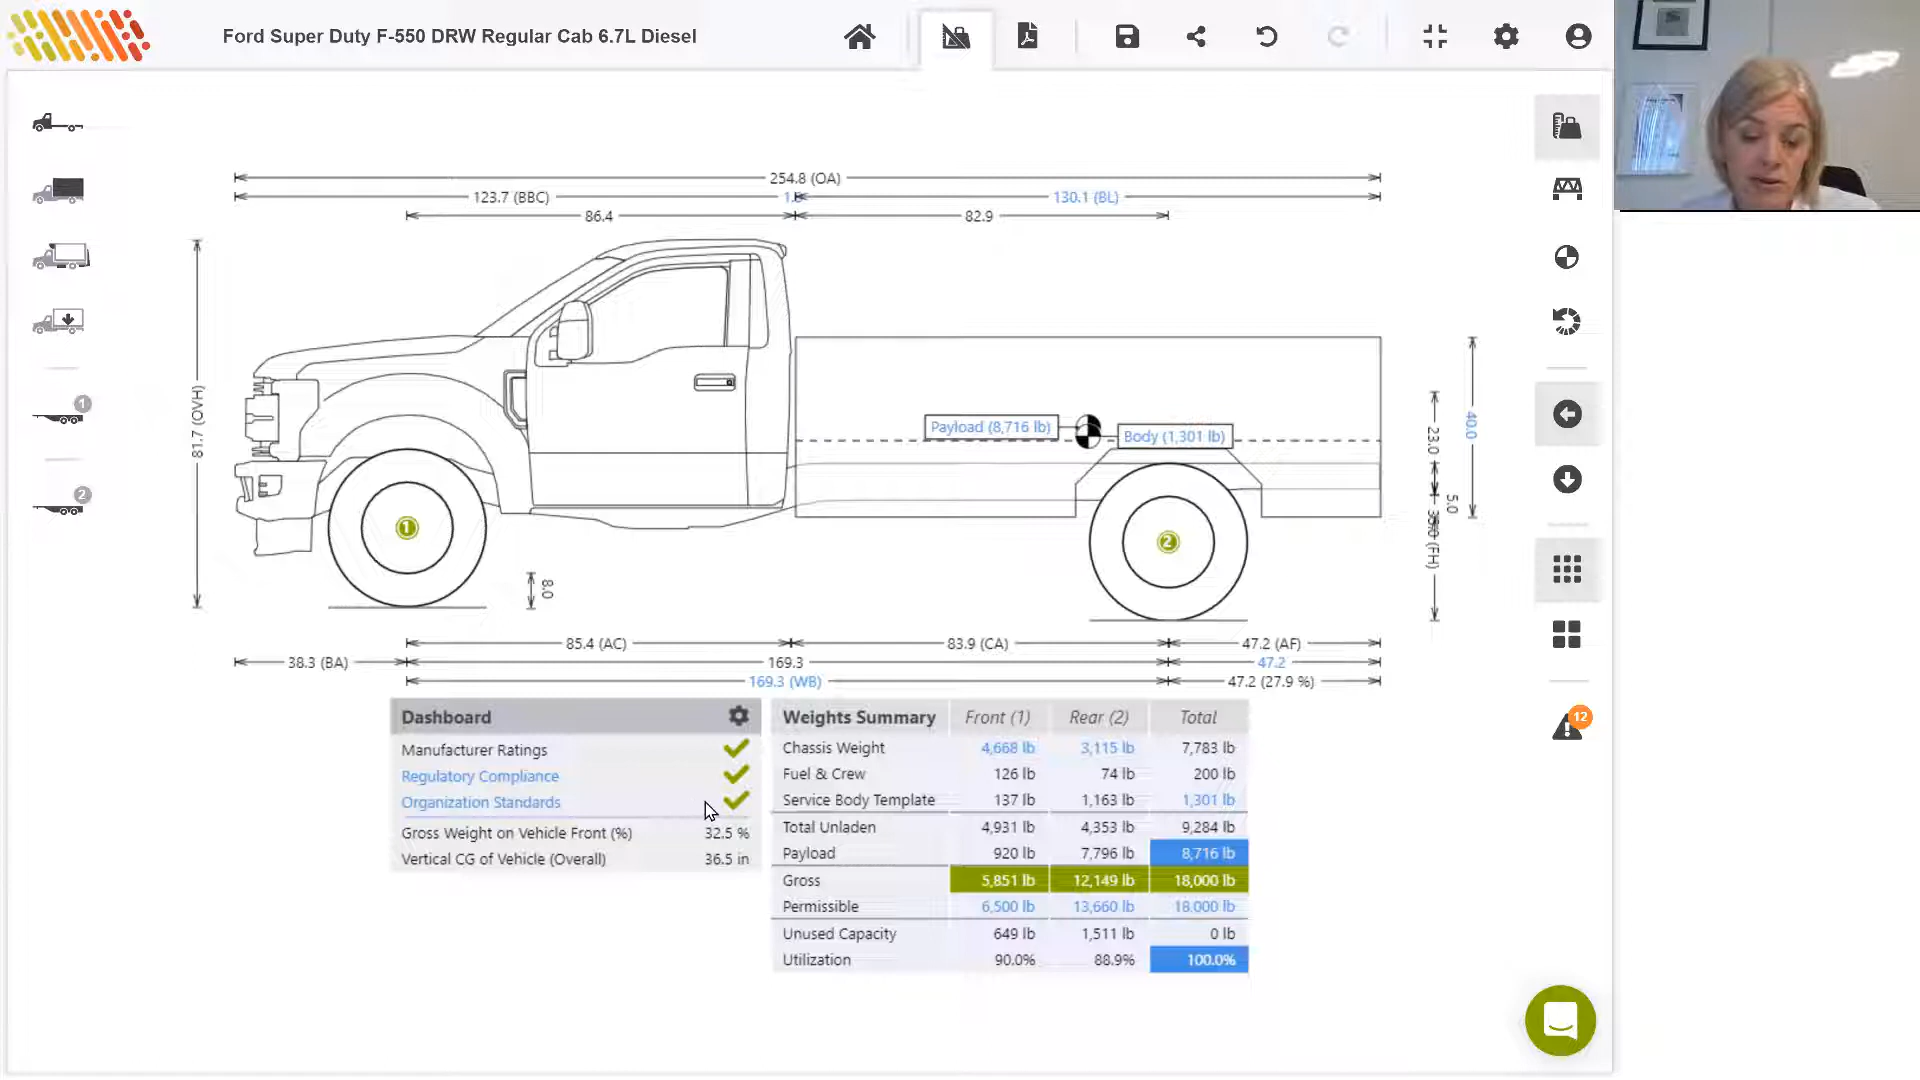 Ford Super Duty F-550 DRW Regular Cab 6.7L Diesel
254.8 (OA)
123.7 (BBC)
130.1 (BL)
86.4
82.9
81.7 (OVH)
Payload (8,716 lb)
Body (1,301 lb)
40.0
23.0
5.0
(FH)
1
2
1
2
8.0
85.4 (AC)
83.9 (CA)
47.2 (AF)
38.3 (BA)
169.3
47.2
169.3 (WB)
47.2 (27.9 %)
12
Dashboard
Manufacturer Ratings
Regulatory Compliance
Organization Standards
Gross Weight on Vehicle Front (%) 32.5 %
Vertical CG of Vehicle (Overall) 36.5 in
Weights Summary Front (1) Rear (2) Total
Chassis Weight 4,668 lb 3,115 lb 7,783 lb
Fuel & Crew 126 lb 74 lb 200 lb
Service Body Template 137 lb 1,163 lb 1,301 lb
Total Unladen 4,931 lb 4,353 lb 9,284 lb
Payload 920 lb 7,796 lb 8,716 lb
Gross 5,851 lb 12,149 lb 18,000 lb
Permissible 6,500 lb 13,660 lb 18,000 lb
Unused Capacity 649 lb 1,511 lb 0 lb
Utilization 90.0% 88.9% 100.0%